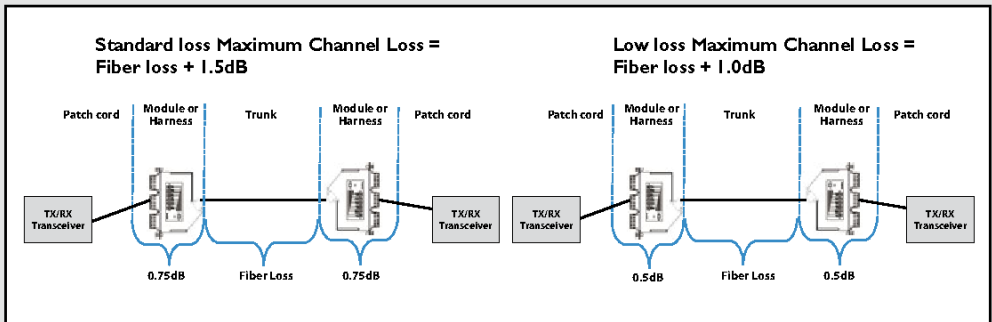 Standard loss Maximum Channel Loss =
Fiber loss + 1.5dB
Patch cord
Module or
Harness
Trunk
Module or
Harness
Patch cord
TX/RX
Transceiver
TX/RX
Transceiver
0.75dB
Fiber Loss
0.75dB
Low loss Maximum Channel Loss =
Fiber loss + 1.0dB
Patch cord
Module or
Harness
Trunk
Module or
Harness
Patch cord
TX/RX
Transceiver
TX/RX
Transceiver
0.5dB
Fiber Loss
0.5dB